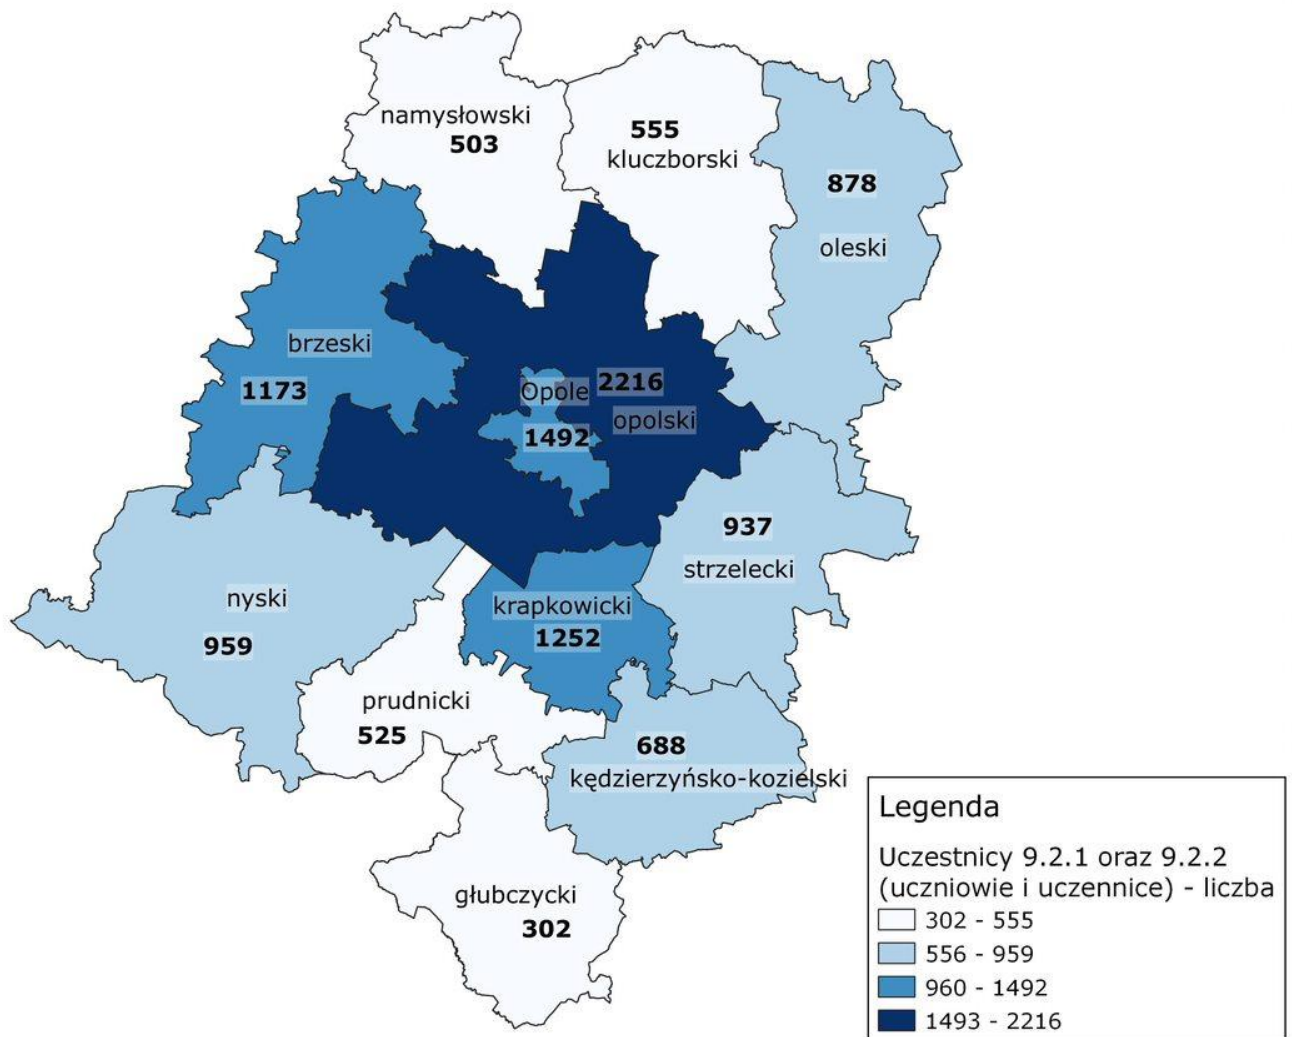 namysłowski
503
555
kluczborski
878
oleski
brzeski
1173
Opole
2216
opolski
1492
937
strzelecki
nyski
959
krapkowicki
1252
prudnicki
525
688
kędzierzyńsko-kozielski
głubczycki
302
Legenda
Uczestnicy 9.2.1 oraz 9.2.2
(uczniowie i uczennice) - liczba
302 - 555
556 - 959
960 - 1492
1493 - 2216